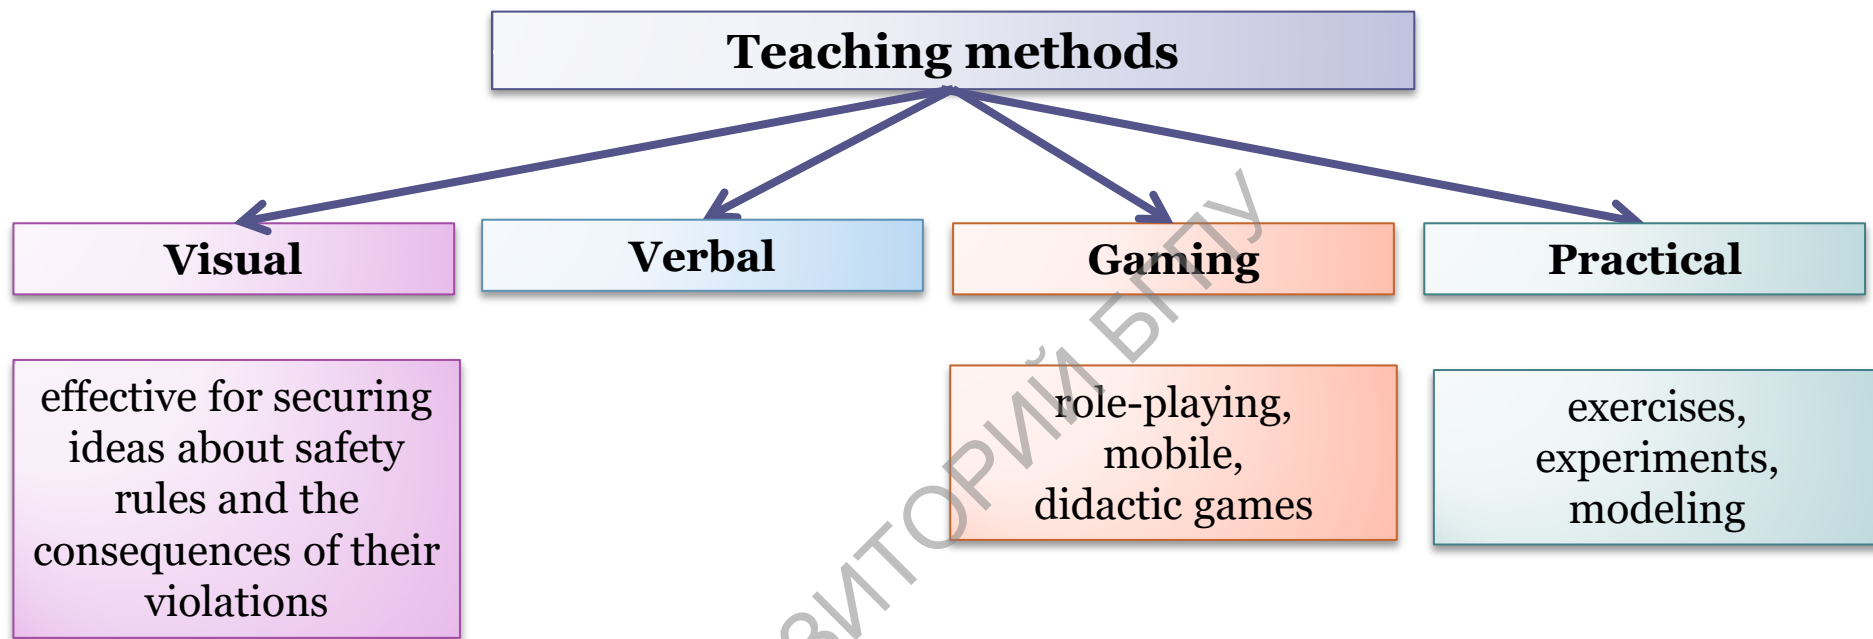 Teaching methods
Visual
Verbal
Gaming
Practical
effective for securing
ideas about safety
rules and the
consequences of their
violations
role-playing,
mobile,
didactic games
exercises,
experiments,
modeling
ЗИТОРИЙ БГПУ